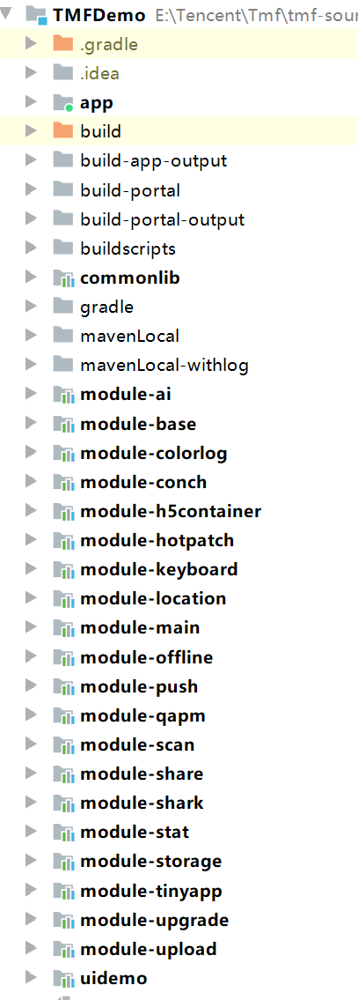 TMFDemo E:\Tencent\Tmf\tmf-sour
.gradle
.idea
app
build
build-app-output
build-portal
build-portal-output
buildscripts
commonlib
gradle
mavenLocal
mavenLocal-withlog
module-ai
module-base
module-colorlog
module-conch
module-h5container
module-hotpatch
module-keyboard
module-location
module-main
module-offline
module-push
module-qapm
module-scan
module-share
module-shark
module-stat
module-storage
module-tinyapp
module-upgrade
module-upload
uidemo